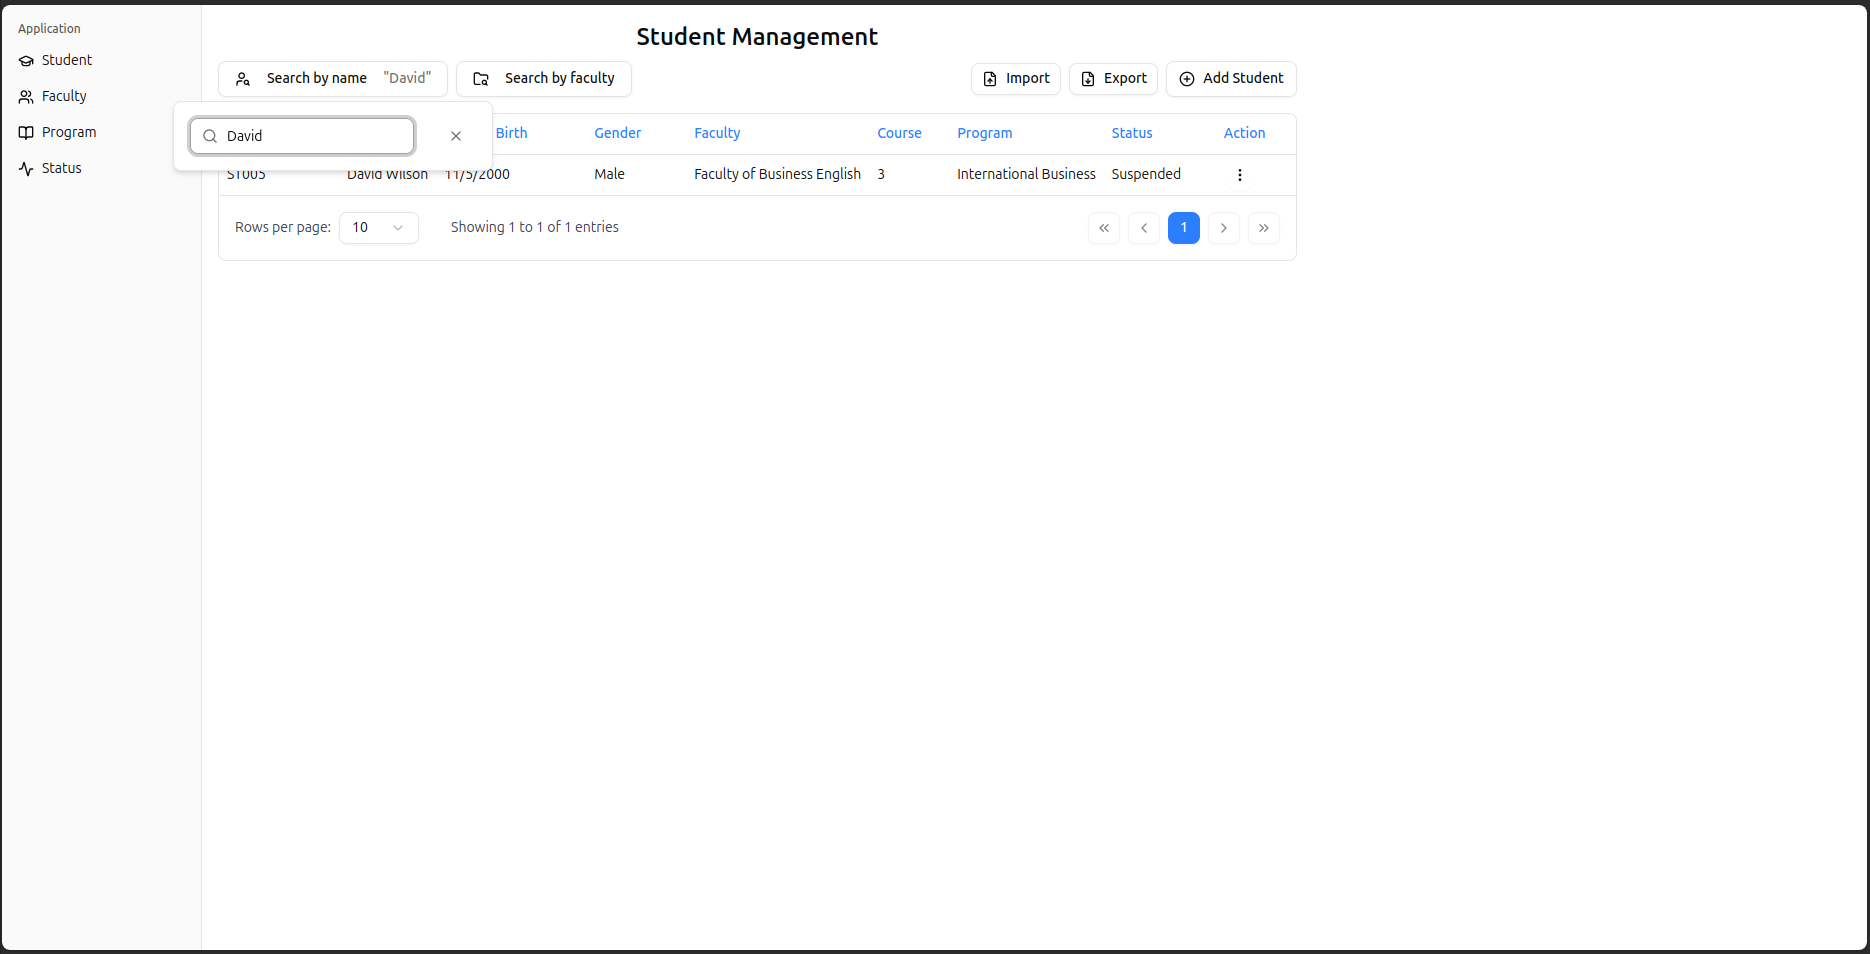 Application
Student
Faculty
Program
Status
Student Management
Search by name "David"
Search by faculty
Import
Export
Add Student
David
Birth Gender Faculty Course Program Status Action
ST005 David Wilson 11/5/2000 Male Faculty of Business English 3 International Business Suspended
Rows per page: 10 Showing 1 to 1 of 1 entries
1